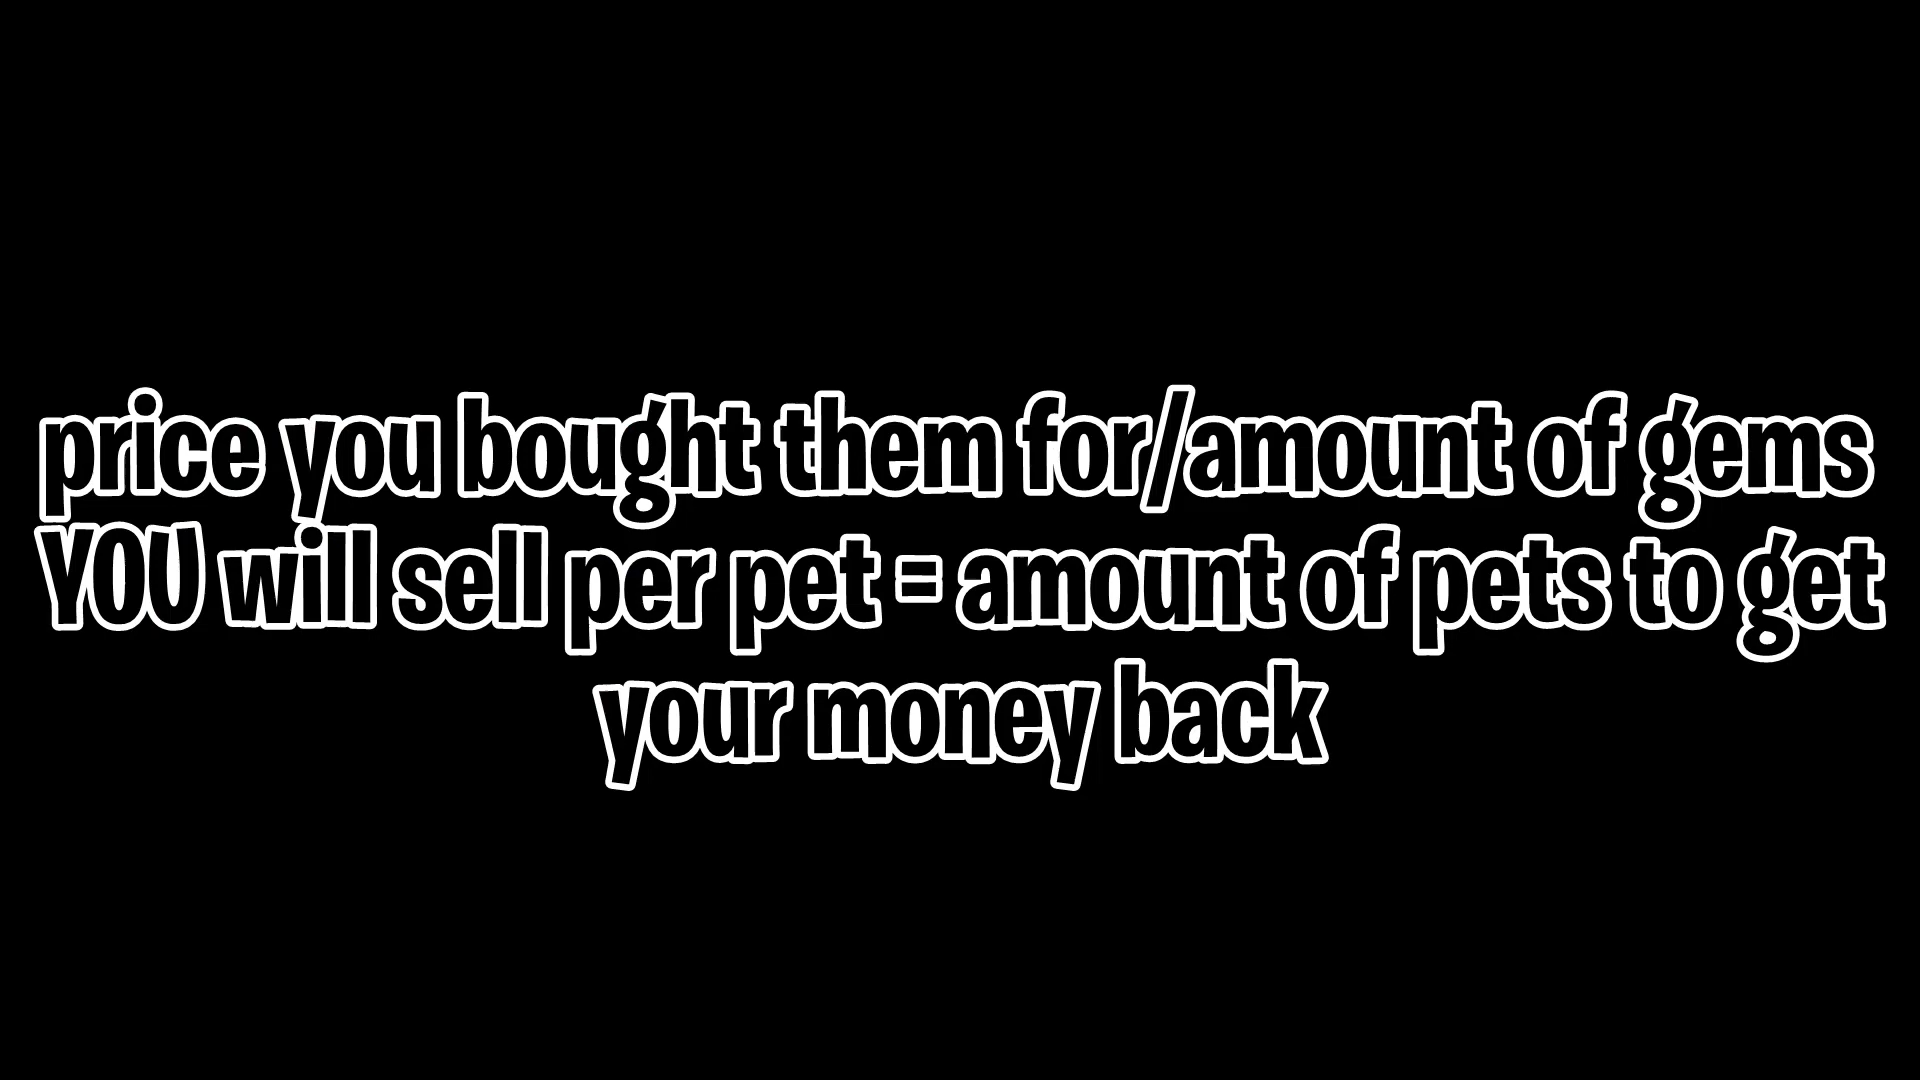 price you bought them for/amount of gems
YOU will sell per pet = amount of pets to get
your money back